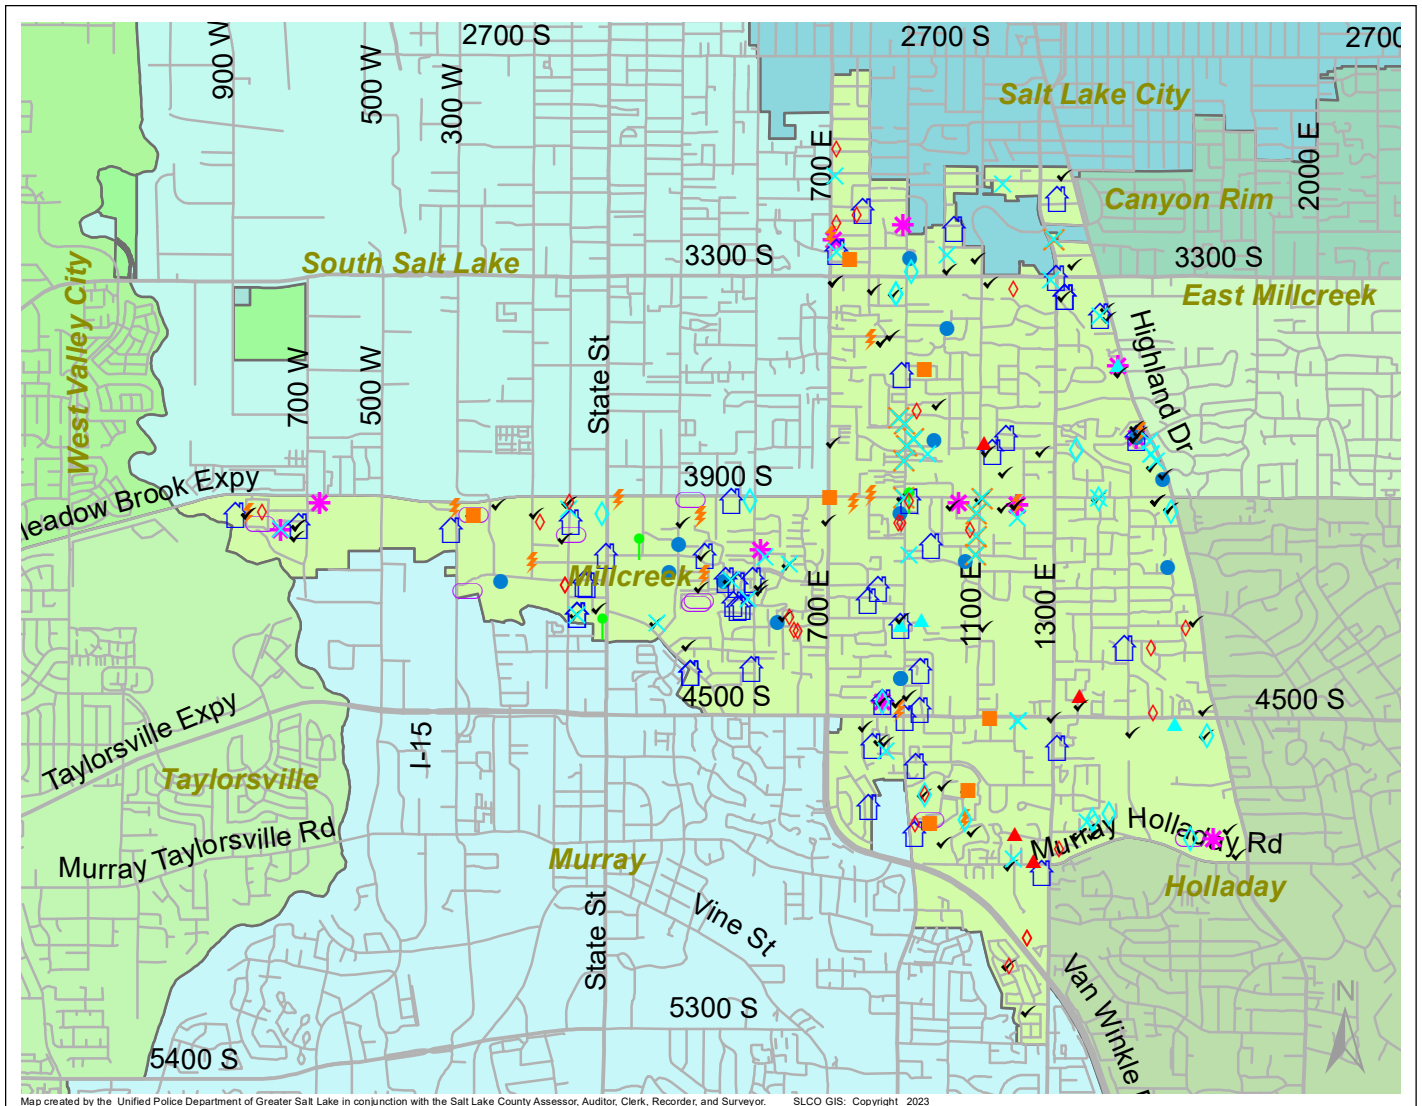 900 W
2700 S
2700 S
2700
500 W
300 W
Salt Lake City
700 E
2000 E
Canyon Rim
West Valley City
South Salt Lake
3300 S
3300 S
East Millcreek
Highland Dr
700 W
500 W
State St
3900 S
eadow Brook Expy
Millcreek
700 E
1100 E
1300 E
4500 S
4500 S
Taylorsville Expy
I-15
Taylorsville
Murray Taylorsville Rd
Murray
Murray Holladay Rd
Holladay
State St
Vine St
Van Winkle
5300 S
5400 S
N
Map created by the Unified Police Department of Greater Salt Lake in conjunction with the Salt Lake County Assessor, Auditor, Clerk, Recorder, and Surveyor. SLCO GIS: Copyright 2023